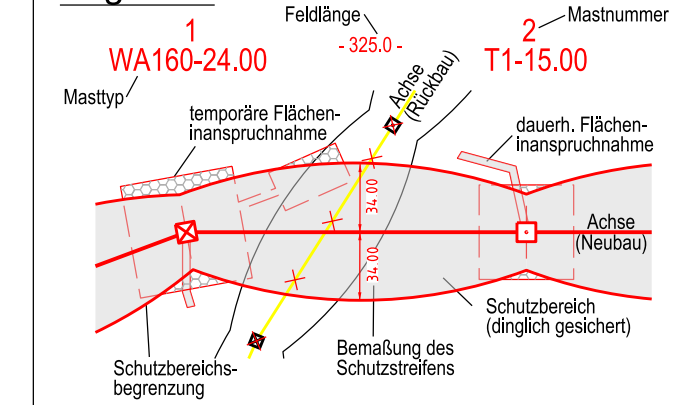 Feldlänge
Mastnummer
1
2
- 325.0 -
WA160-24.00
T1-15.00
Achse
(Rückbau)
Masttyp
temporäre Flächen-
inanspruchnahme
dauerh. Flächen-
inanspruchnahme
34.00
34.00
Achse
(Neubau)
Schutzbereich
(dinglich gesichert)
Bemaßung des
Schutzstreifens
Schutzbereichs-
begrenzung